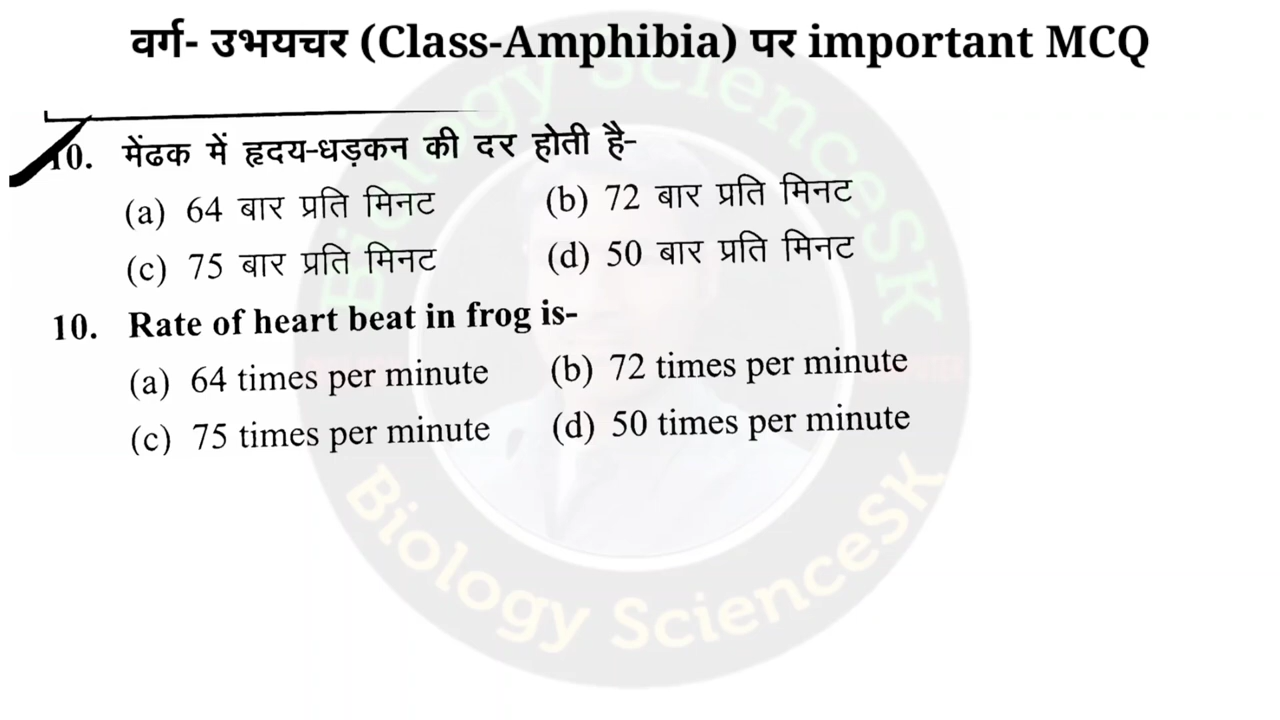 वर्ग- उभयचर (Class-Amphibia) पर important MCQ
10. मेंढक में हृदय-धड़कन की दर होती है-
(a) 64 बार प्रति मिनट (b) 72 बार प्रति मिनट
(c) 75 बार प्रति मिनट (d) 50 बार प्रति मिनट
10. Rate of heart beat in frog is-
(a) 64 times per minute (b) 72 times per minute
(c) 75 times per minute (d) 50 times per minute
Biology ScienceSK
Biology ScienceSK